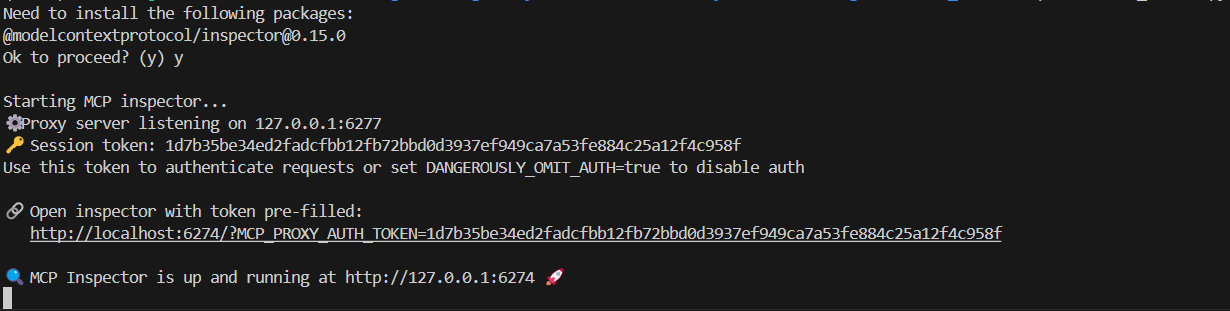 Need to install the following packages:
@modelcontextprotocol/inspector@0.15.0
Ok to proceed? (y) y
Starting MCP inspector...
⚙️Proxy server listening on 127.0.0.1:6277
🔑 Session token: 1d7b35be34ed2fadcfbb12fb72bbd0d3937ef949ca7a53fe884c25a12f4c958f
Use this token to authenticate requests or set DANGEROUSLY_OMIT_AUTH=true to disable auth
🔗 Open inspector with token pre-filled:
http://localhost:6274/?MCP_PROXY_AUTH_TOKEN=1d7b35be34ed2fadcfbb12fb72bbd0d3937ef949ca7a53fe884c25a12f4c958f
🔍 MCP Inspector is up and running at http://127.0.0.1:6274 🚀